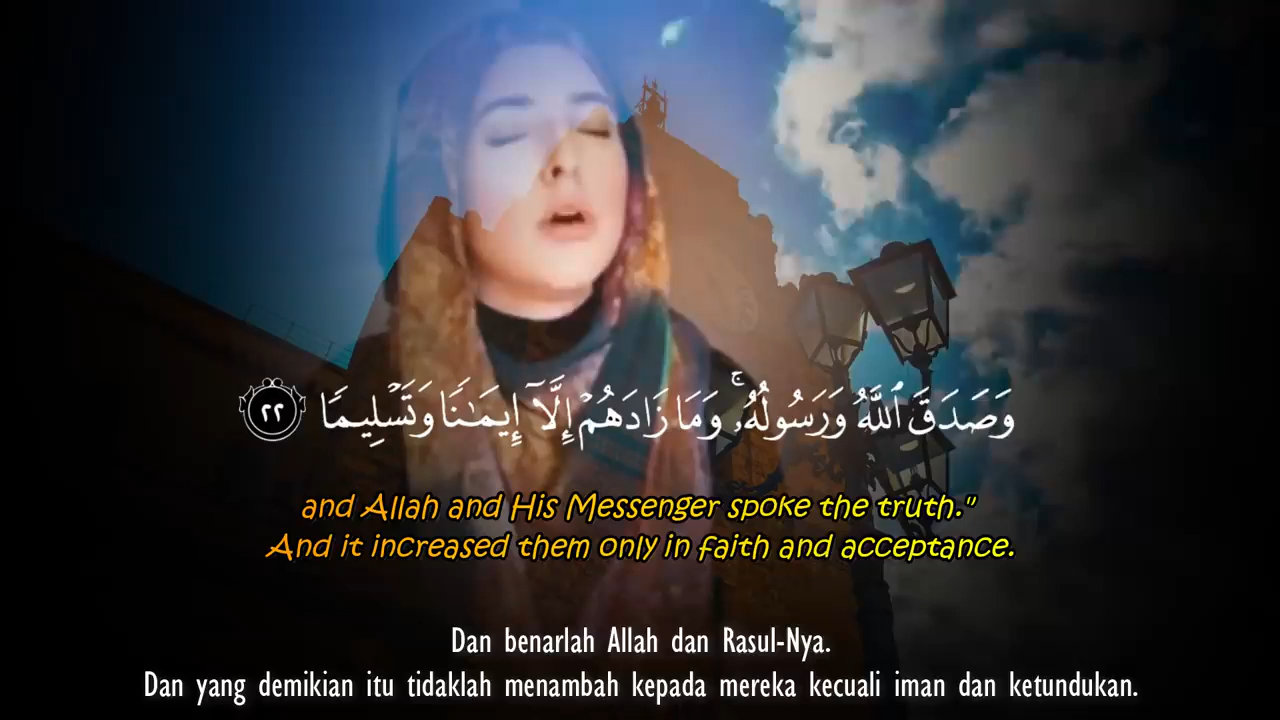 وَصَدَقَ ٱللَّهُ وَرَسُولُهُۥۚ وَمَا زَادَهُمۡ إِلَّآ إِيمَٰنٗا وَتَسۡلِيمٗا ٢٢
and Allah and His Messenger spoke the truth."
And it increased them only in faith and acceptance.
Dan benarlah Allah dan Rasul-Nya.
Dan yang demikian itu tidaklah menambah kepada mereka kecuali iman dan ketundukan.